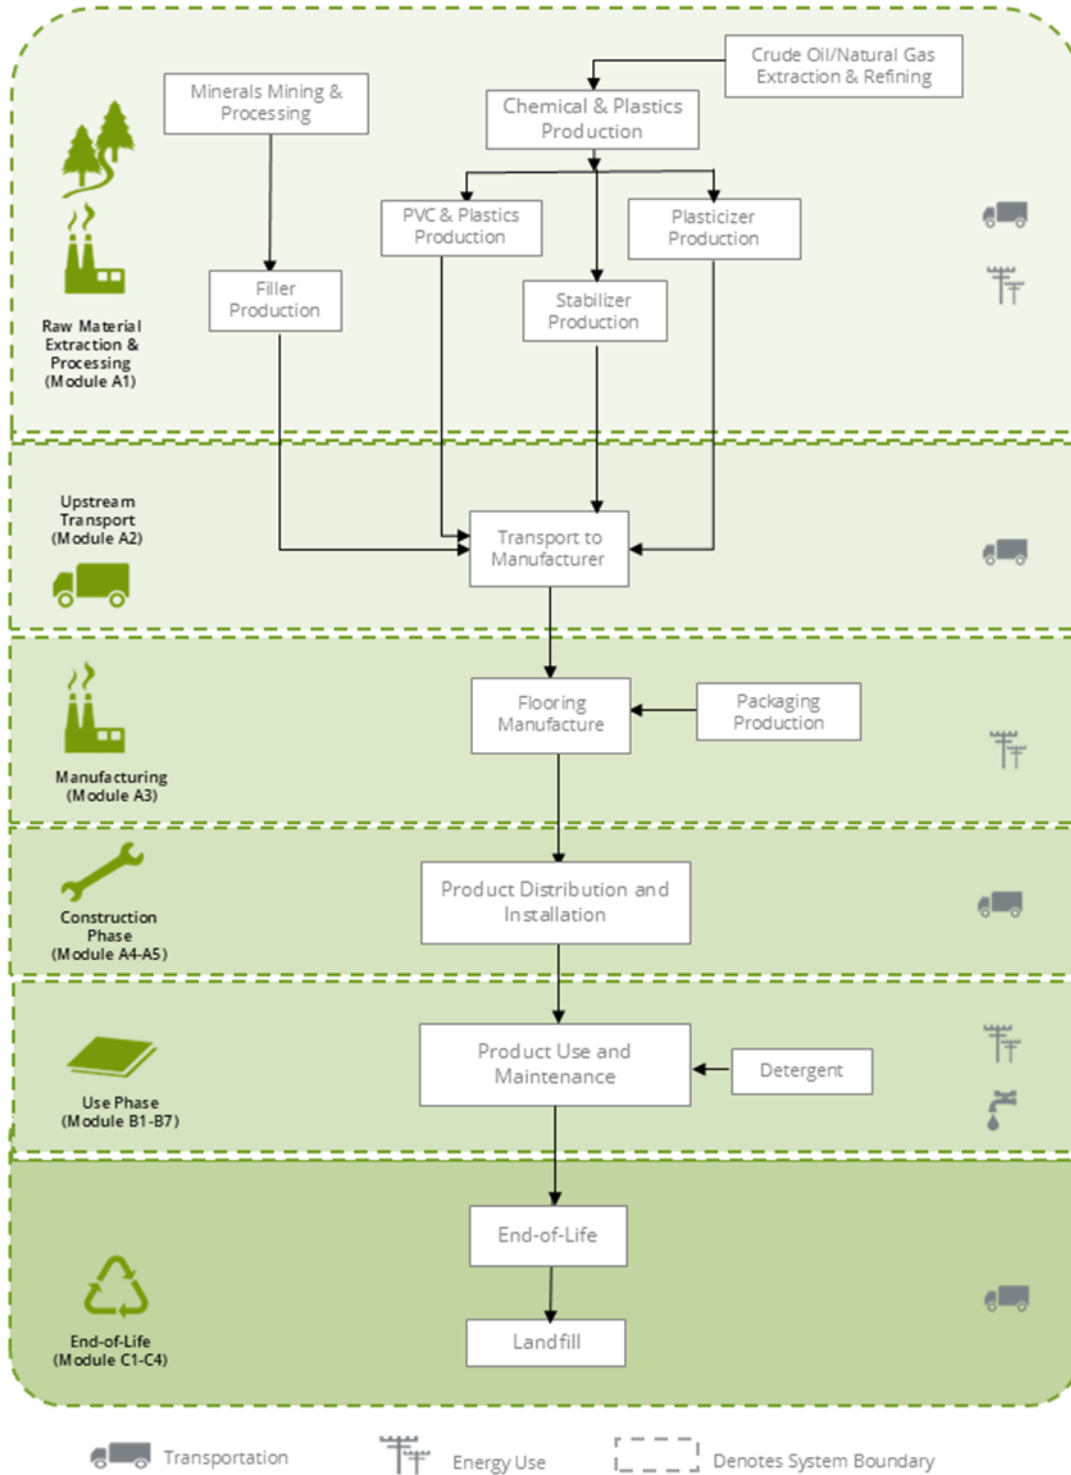 Crude Oil/Natural Gas
Extraction & Refining
Minerals Mining &
Processing
Chemical & Plastics
Production
PVC & Plastics
Production
Plasticizer
Production
Filler
Production
Stabilizer
Production
Raw Material
Extraction &
Processing
(Module A1)
Upstream
Transport
(Module A2)
Transport to
Manufacturer
Flooring
Manufacture
Packaging
Production
Manufacturing
(Module A3)
Product Distribution and
Installation
Construction
Phase
(Module A4-A5)
Product Use and
Maintenance
Detergent
Use Phase
(Module B1-B7)
End-of-Life
Landfill
End-of-Life
(Module C1-C4)
Transportation
Energy Use
Denotes System Boundary